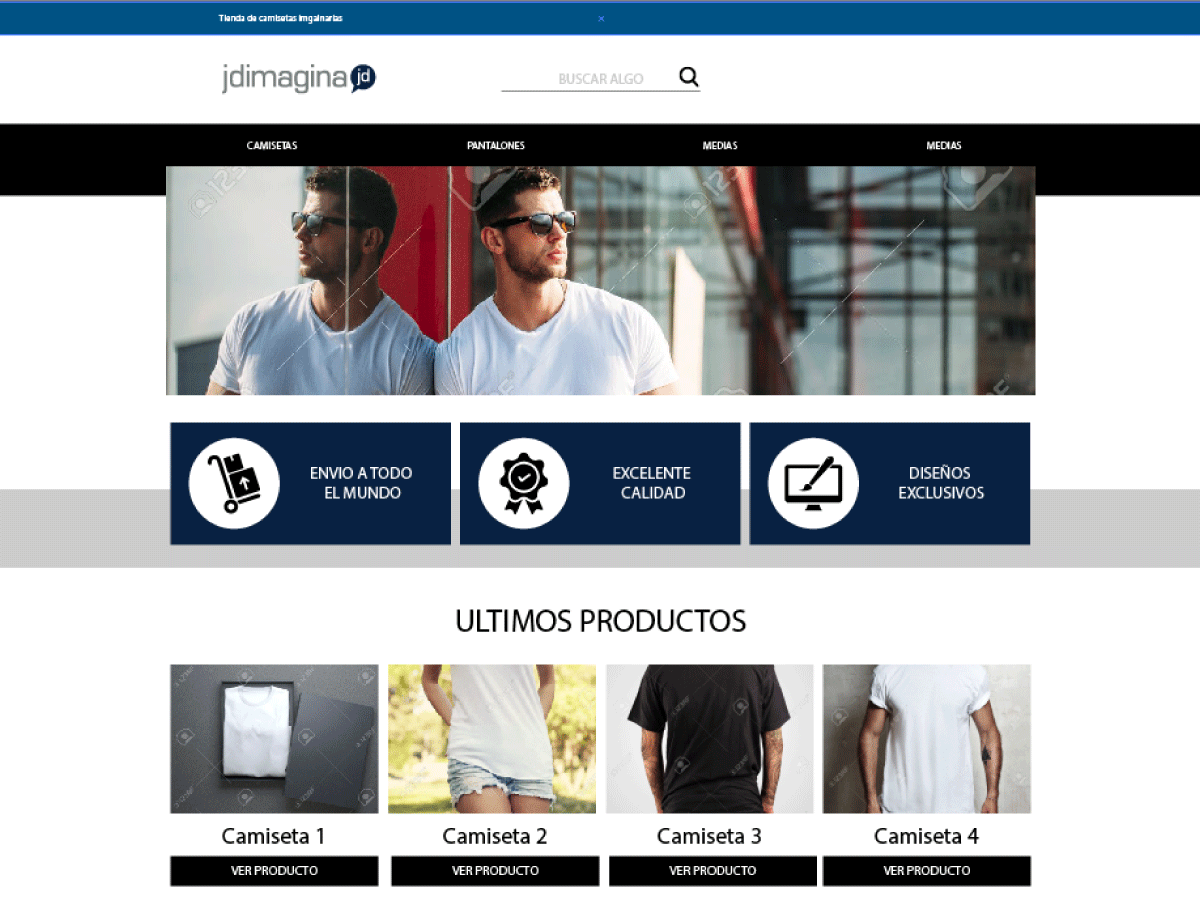 Tienda de camisetas imgainarias
jdimagina jd
BUSCAR ALGO
CAMISETAS PANTALONES MEDIAS MEDIAS
ENVIO A TODO
EL MUNDO
EXCELENTE
CALIDAD
DISEÑOS
EXCLUSIVOS
ULTIMOS PRODUCTOS
Camiseta 1 Camiseta 2 Camiseta 3 Camiseta 4
VER PRODUCTO VER PRODUCTO VER PRODUCTO VER PRODUCTO